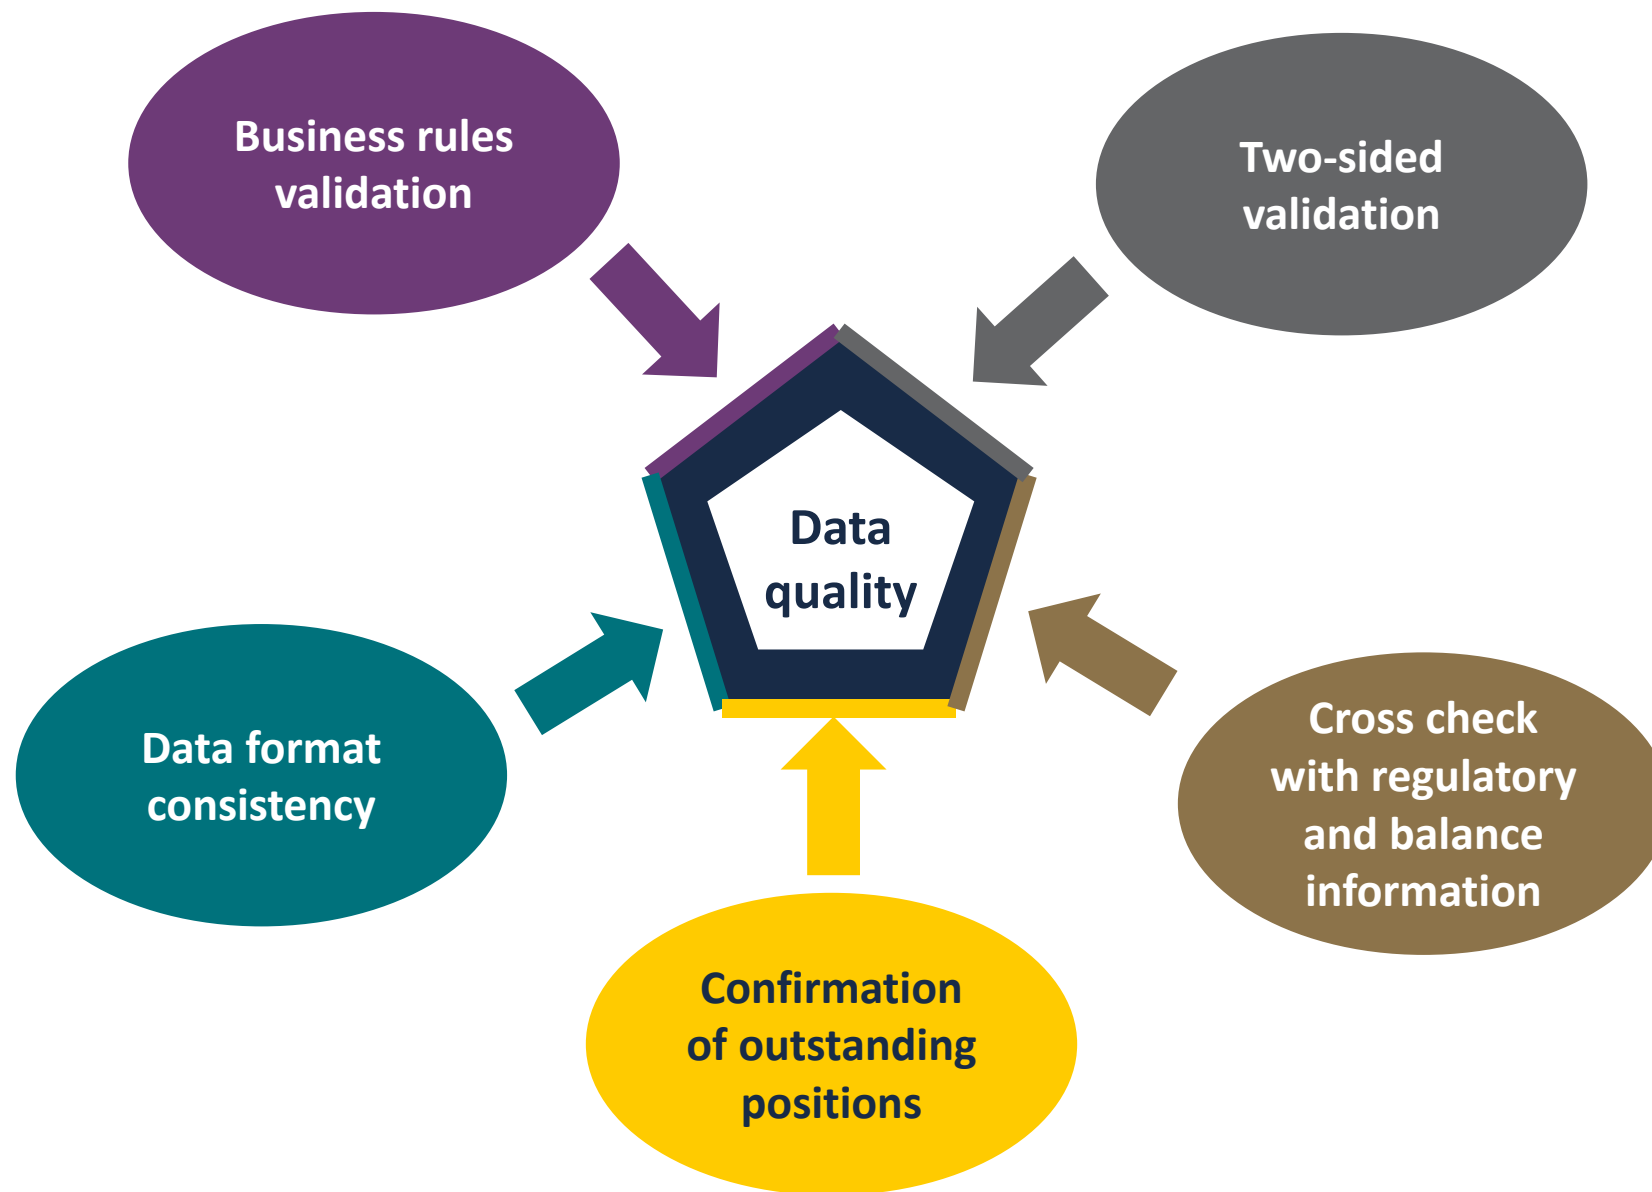 Business rules
validation
Two-sided
validation
Data
quality
Data format
consistency
Cross check
with regulatory
and balance
information
Confirmation
of outstanding
positions